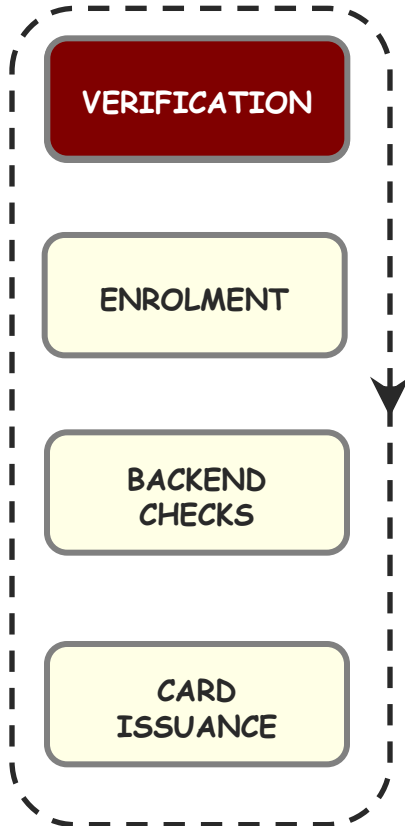 VERIFICATION
ENROLMENT
BACKEND
CHECKS
CARD
ISSUANCE